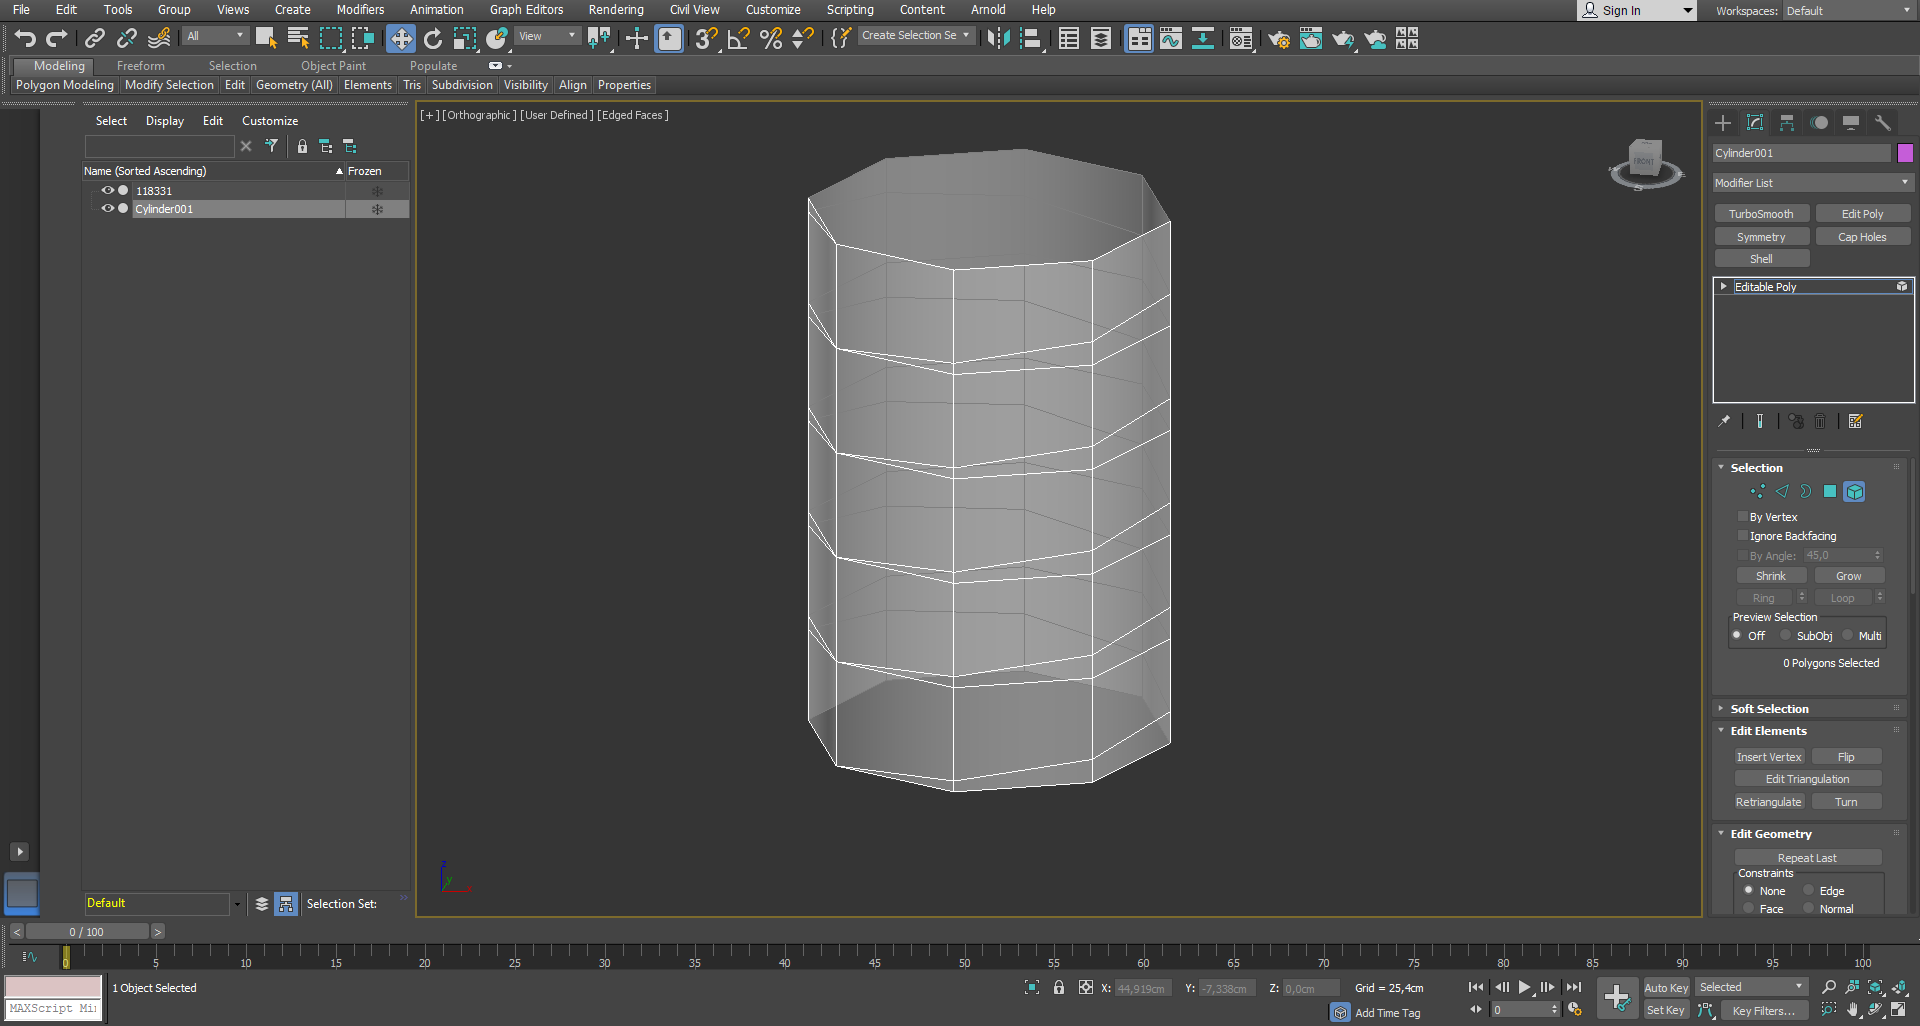 File Edit Tools Group Views Create Modifiers Animation Graph Editors Rendering Civil View Customize Scripting Content Arnold Help Sign In Workspaces: Default
All View Create Selection Se
Modeling Freeform Selection Object Paint Populate
Polygon Modeling Modify Selection Edit Geometry (All) Elements Tris Subdivision Visibility Align Properties
Select Display Edit Customize
Name (Sorted Ascending) Frozen
118331
Cylinder001
[+] [Orthographic] [User Defined] [Edged Faces]
FRONT
S
Cylinder001
Modifier List
TurboSmooth Edit Poly
Symmetry Cap Holes
Shell
Editable Poly
Selection
By Vertex
Ignore Backfacing
By Angle: 45,0
Shrink Grow
Ring Loop
Preview Selection
Off SubObj Multi
0 Polygons Selected
Soft Selection
Edit Elements
Insert Vertex Flip
Edit Triangulation
Retriangulate Turn
Edit Geometry
Repeat Last
Constraints
None Edge
Face Normal
z
y
x
Default Selection Set:
< 0 / 100 >
0 5 10 15 20 25 30 35 40 45 50 55 60 65 70 75 80 85 90 95 100
1 Object Selected X: 44,919cm Y: -7,338cm Z: 0,0cm Grid = 25,4cm Auto Key Selected
MAXScript Mi Add Time Tag 0 Set Key Key Filters...